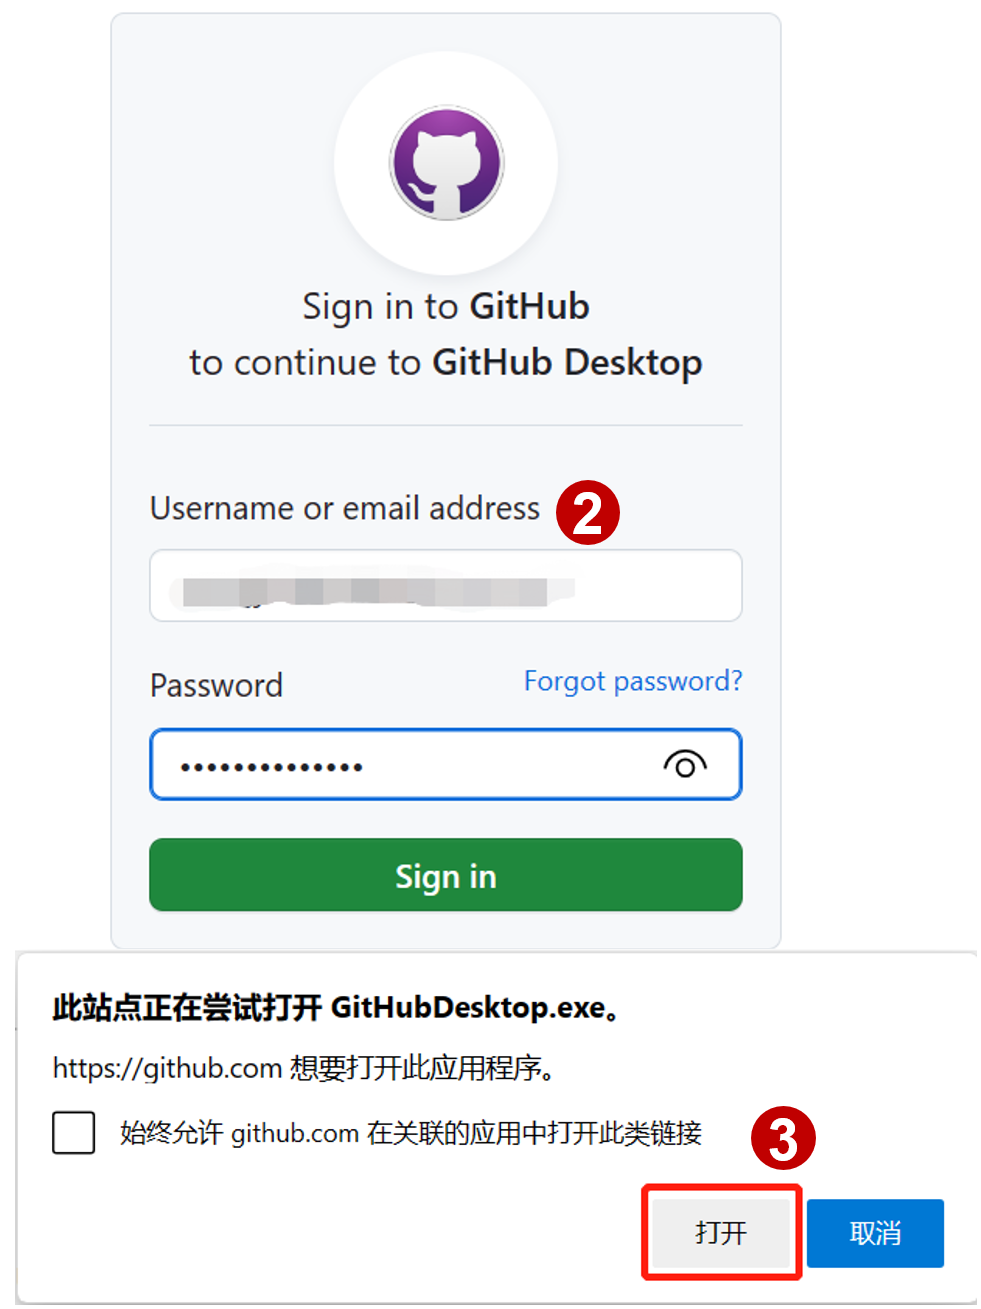 Sign in to GitHub
to continue to GitHub Desktop
Username or email address 2
Password Forgot password?
••••••••••••••
Sign in
此站点正在尝试打开 GitHubDesktop.exe。
https://github.com 想要打开此应用程序。
始终允许 github.com 在关联的应用中打开此类链接 3
打开 取消